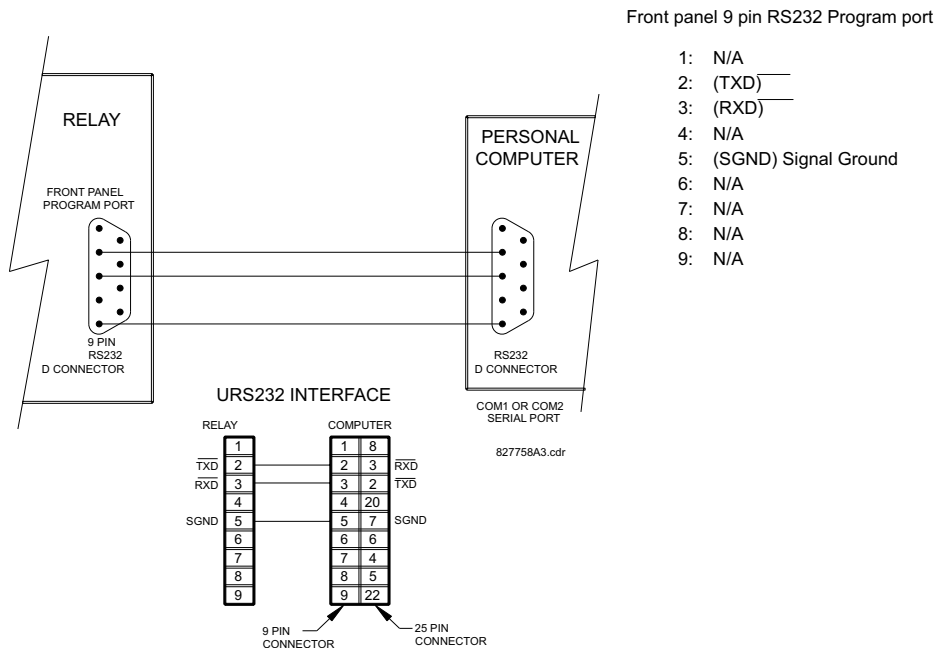 Front panel 9 pin RS232 Program port
1: N/A
2: (TXD)
3: (RXD)
4: N/A
5: (SGND) Signal Ground
6: N/A
7: N/A
8: N/A
9: N/A
RELAY
FRONT PANEL
PROGRAM PORT
9 PIN
RS232
D CONNECTOR
PERSONAL
COMPUTER
RS232
D CONNECTOR
COM1 OR COM2
SERIAL PORT
827758A3.cdr
URS232 INTERFACE
RELAY COMPUTER
1 1 8
TXD 2 2 3 RXD
RXD 3 3 2 TXD
4 4 20
SGND 5 5 7 SGND
6 6 6
7 7 4
8 8 5
9 9 22
9 PIN
CONNECTOR
25 PIN
CONNECTOR